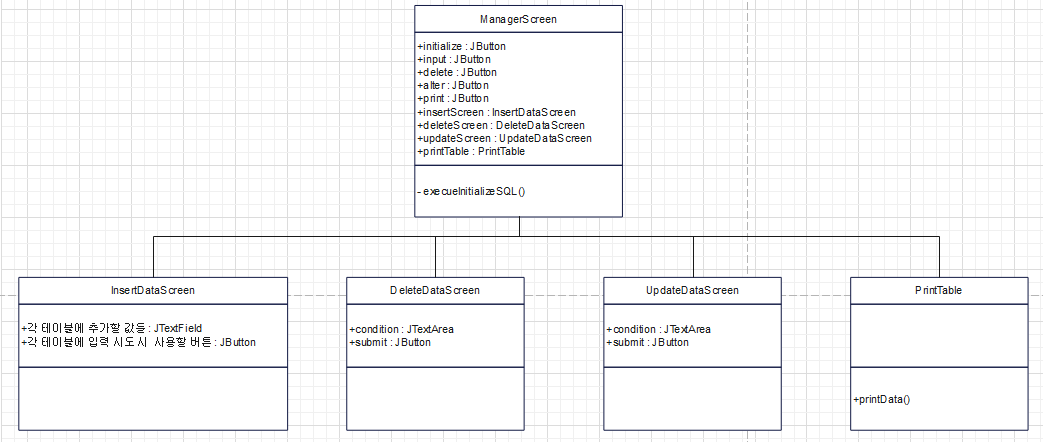 ManagerScreen
+initialize : JButton
+input : JButton
+delete : JButton
+alter : JButton
+print : JButton
+insertScreen : InsertDataScreen
+deleteScreen : DeleteDataScreen
+updateScreen : UpdateDataScreen
+printTable : PrintTable
- execueInitializeSQL()
InsertDataScreen
+각 테이블에 추가할 값들 : JTextField
+각 테이블에 입력 시도시 사용할 버튼 : JButton
DeleteDataScreen
+condition : JTextArea
+submit : JButton
UpdateDataScreen
+condition : JTextArea
+submit : JButton
PrintTable
+printData()